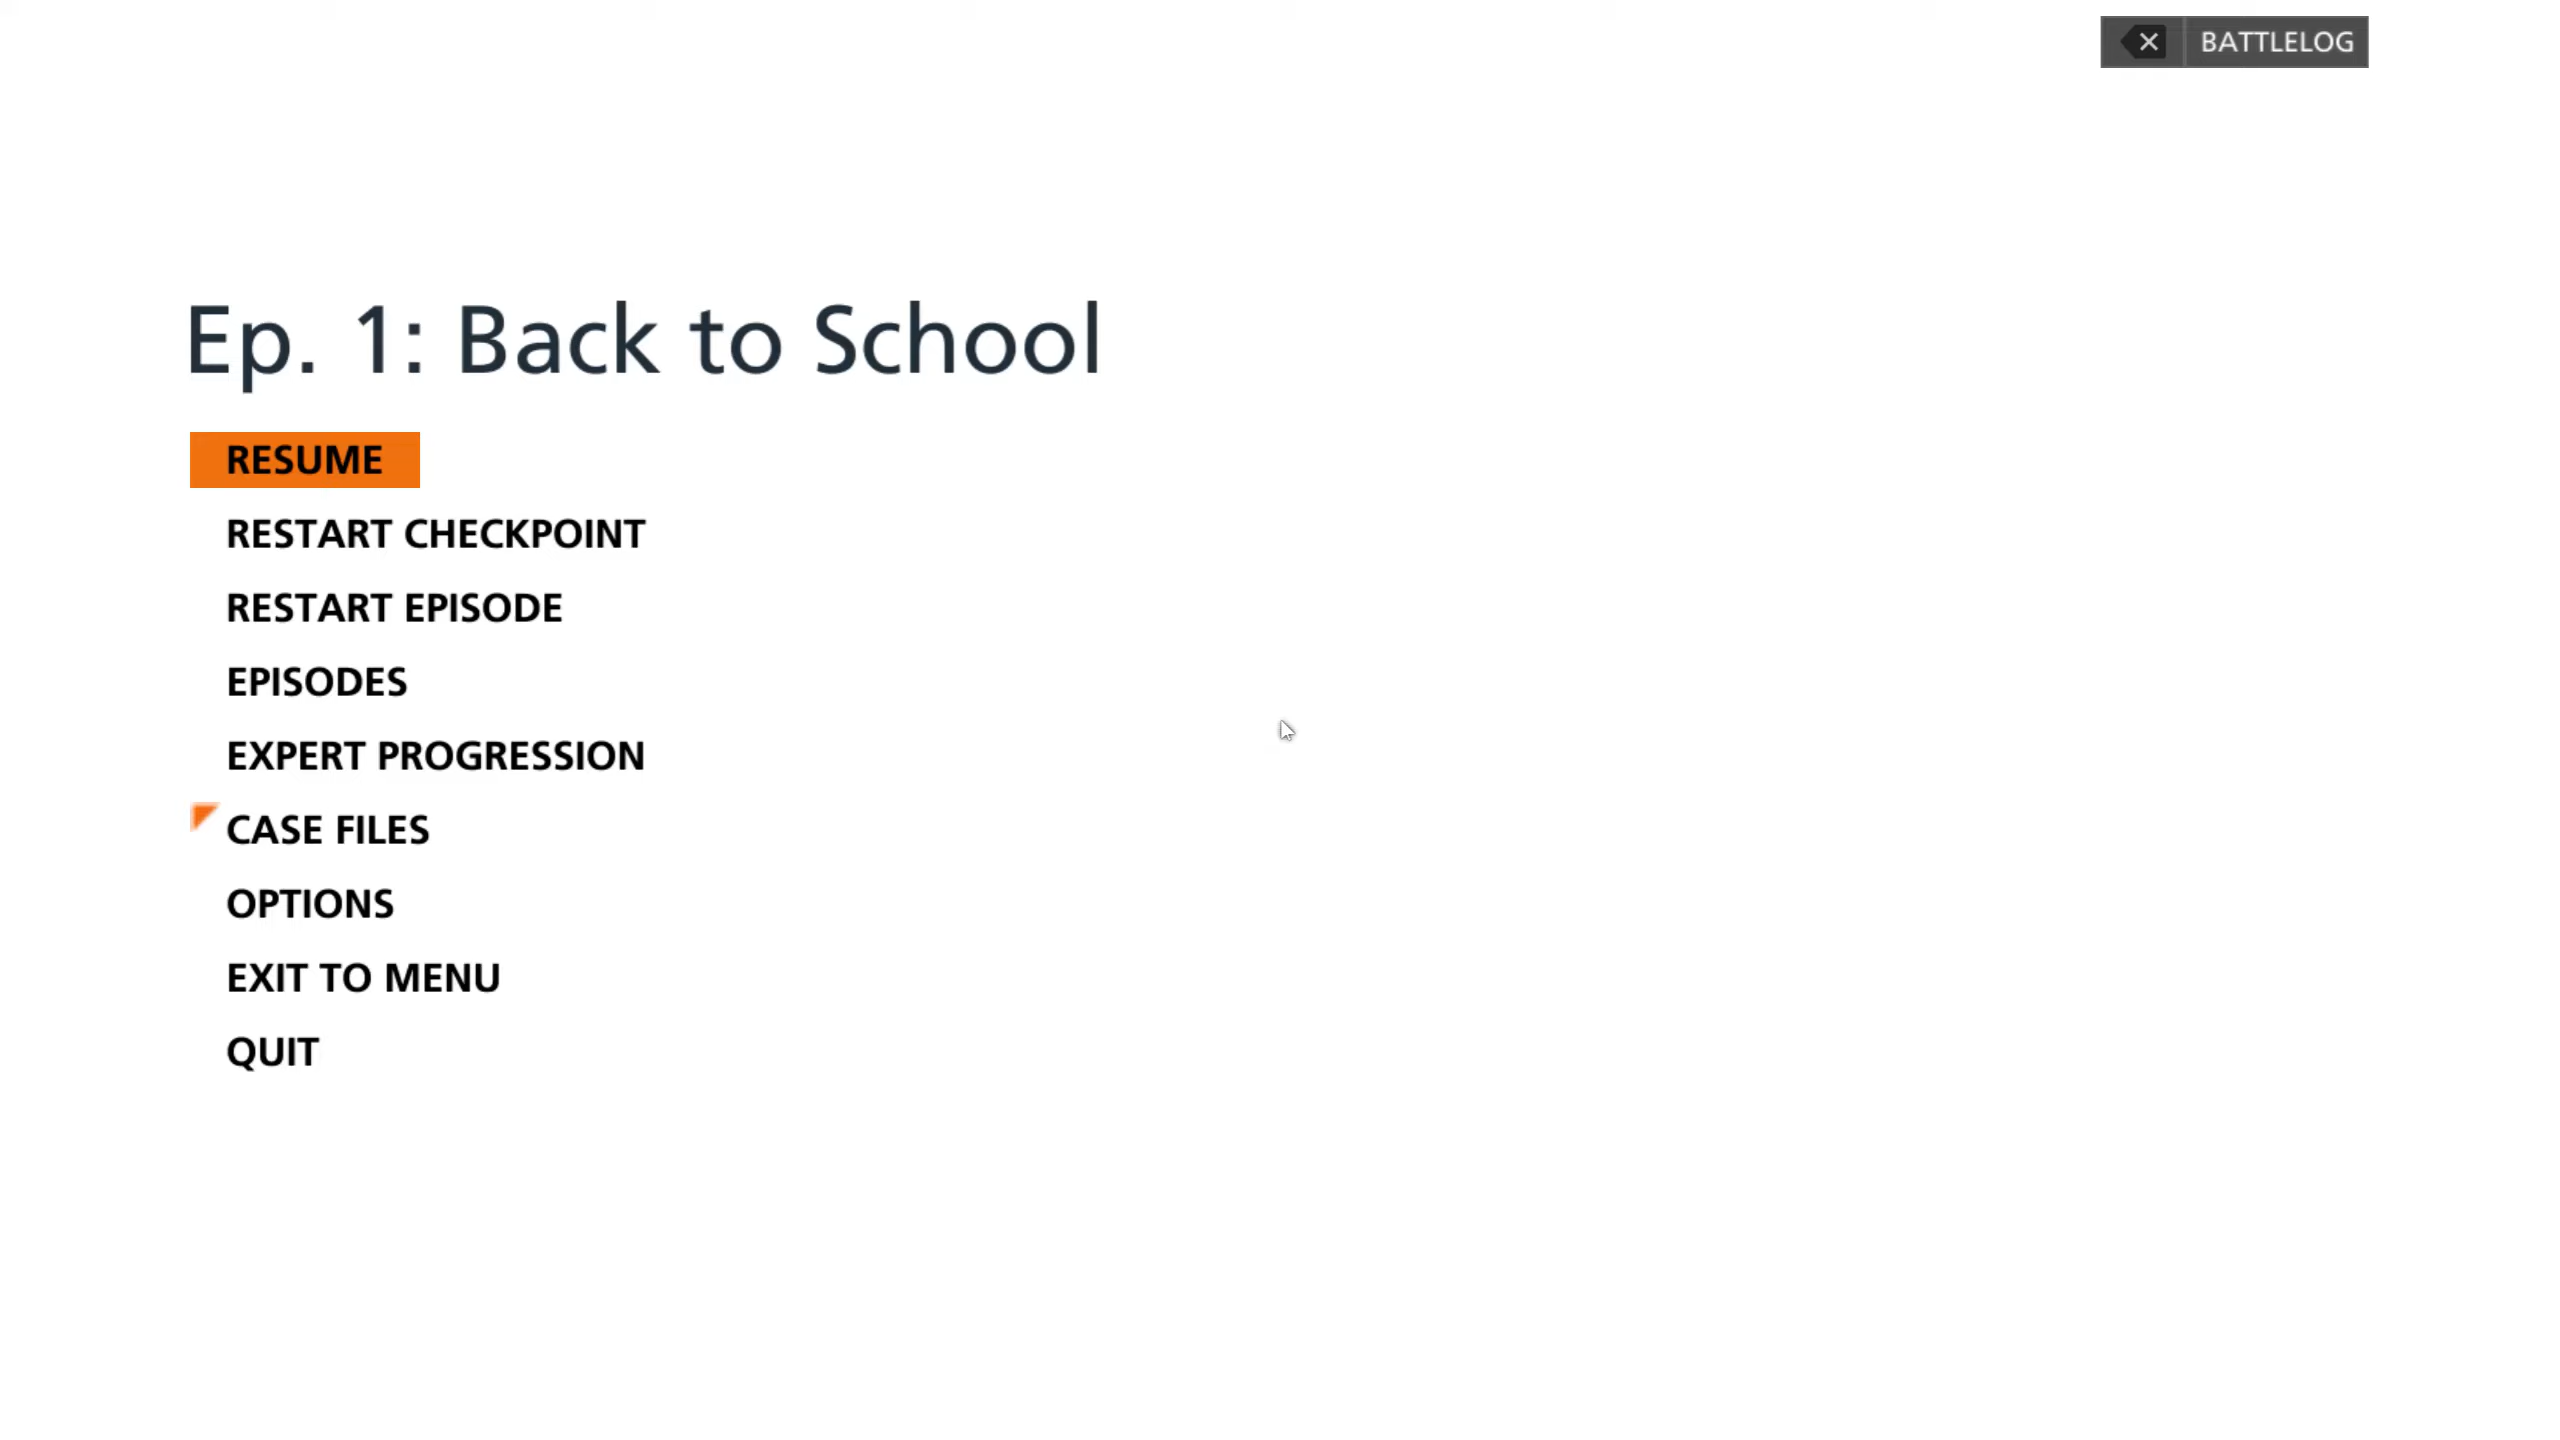 BATTLELOG
Ep. 1: Back to School
RESUME
RESTART CHECKPOINT
RESTART EPISODE
EPISODES
EXPERT PROGRESSION
CASE FILES
OPTIONS
EXIT TO MENU
QUIT